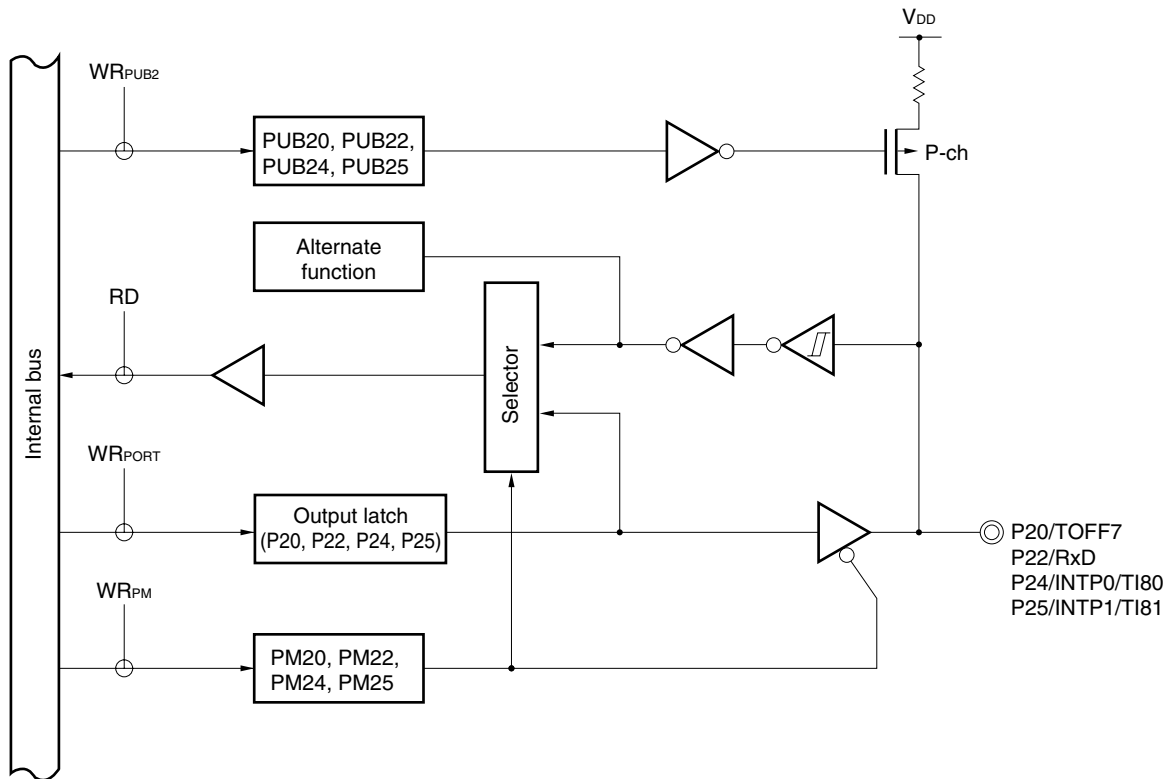 VDD
WRPUB2
PUB20, PUB22,
PUB24, PUB25
P-ch
Alternate
function
RD
Selector
Internal bus
WRPORT
Output latch
(P20, P22, P24, P25)
P20/TOFF7
P22/RxD
P24/INTP0/TI80
P25/INTP1/TI81
WRPM
PM20, PM22,
PM24, PM25